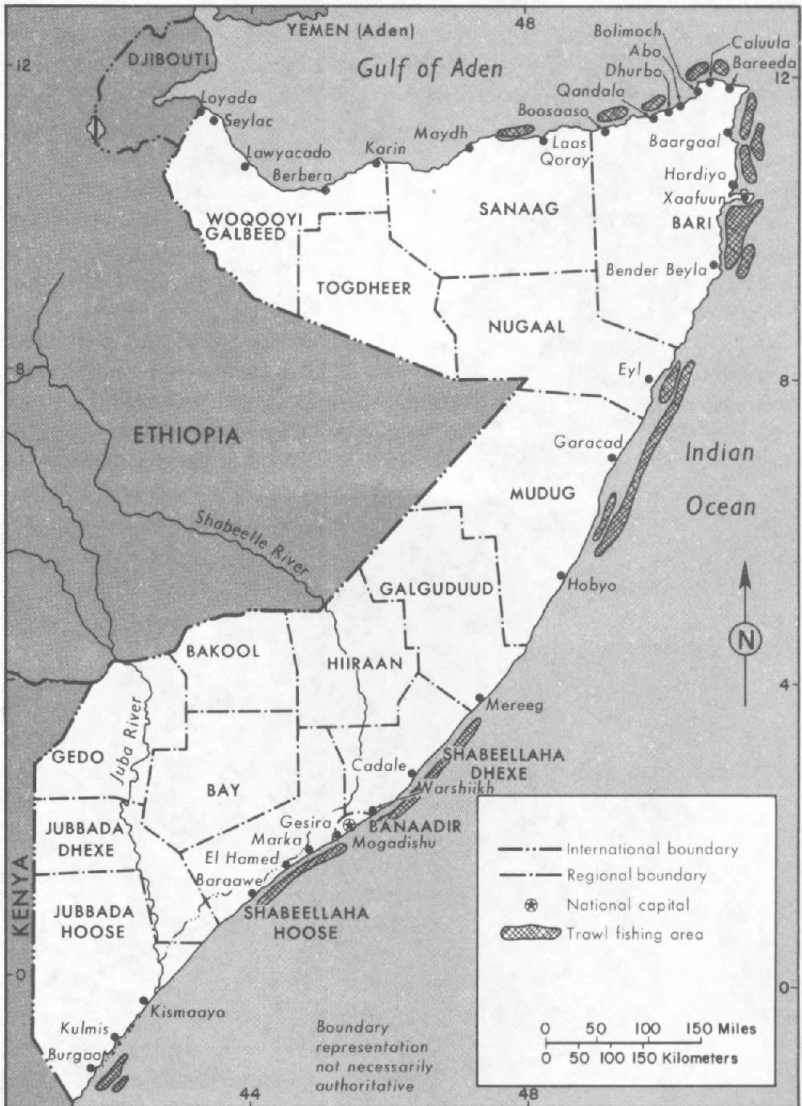 48
YEMEN (Aden)
Bolimoch
Abo
Caluula
12
DJIBOUTI
Gulf of Aden
Dhurbo
Bareeda
12
Qandala
Loyada
Boosaaso
Seylac
Maydh
Lawyacado
Karin
Laas
Qoray
Baargaal
Berbera
Hordiyo
WOQOOYI
GALBEED
SANAAG
Xaafuun
BARI
TOGDHEER
Bender Beyla
NUGAAL
8
Eyl
8
ETHIOPIA
Garacad
Indian
Ocean
MUDUG
Shabeelle River
GALGUDUUD
Hobyo
BAKOOL
HIIRAAN
N
Mereeg
4
Juba River
GEDO
SHABEELLAHA
DHEXE
BAY
Cadale
Warshiikh
JUBBADA
DHEXE
Gesira
BANAADIR
Marka
Mogadishu
El Hamed
International boundary
KENYA
Baraawe
Regional boundary
JUBBADA
HOOSE
SHABEELLAHA
HOOSE
National capital
Trawl fishing area
0
0
Kismaayo
Kulmis
Boundary
representation
not necessarily
authoritative
0 50 100 150 Miles
Burgaao
0 50 100 150 Kilometers
44
48